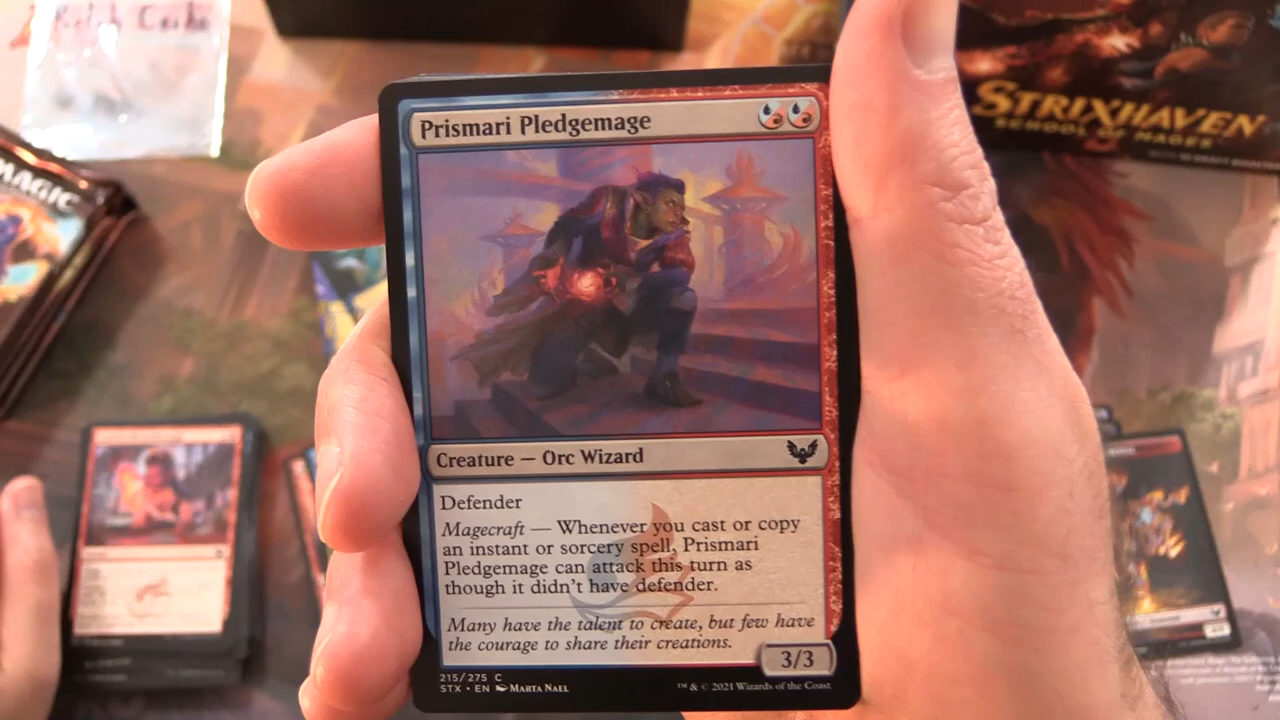 Relch Cards
MAGIC
STRIXHAVEN
SCHOOL OF MAGES
Prismari Pledgemage
Creature — Orc Wizard
Defender
Magecraft — Whenever you cast or copy
an instant or sorcery spell, Prismari
Pledgemage can attack this turn as
though it didn't have defender.
Many have the talent to create, but few have
the courage to share their creations.
3/3
215/275 C
STX • EN Marta Nael
™ & © 2021 Wizards of the Coast